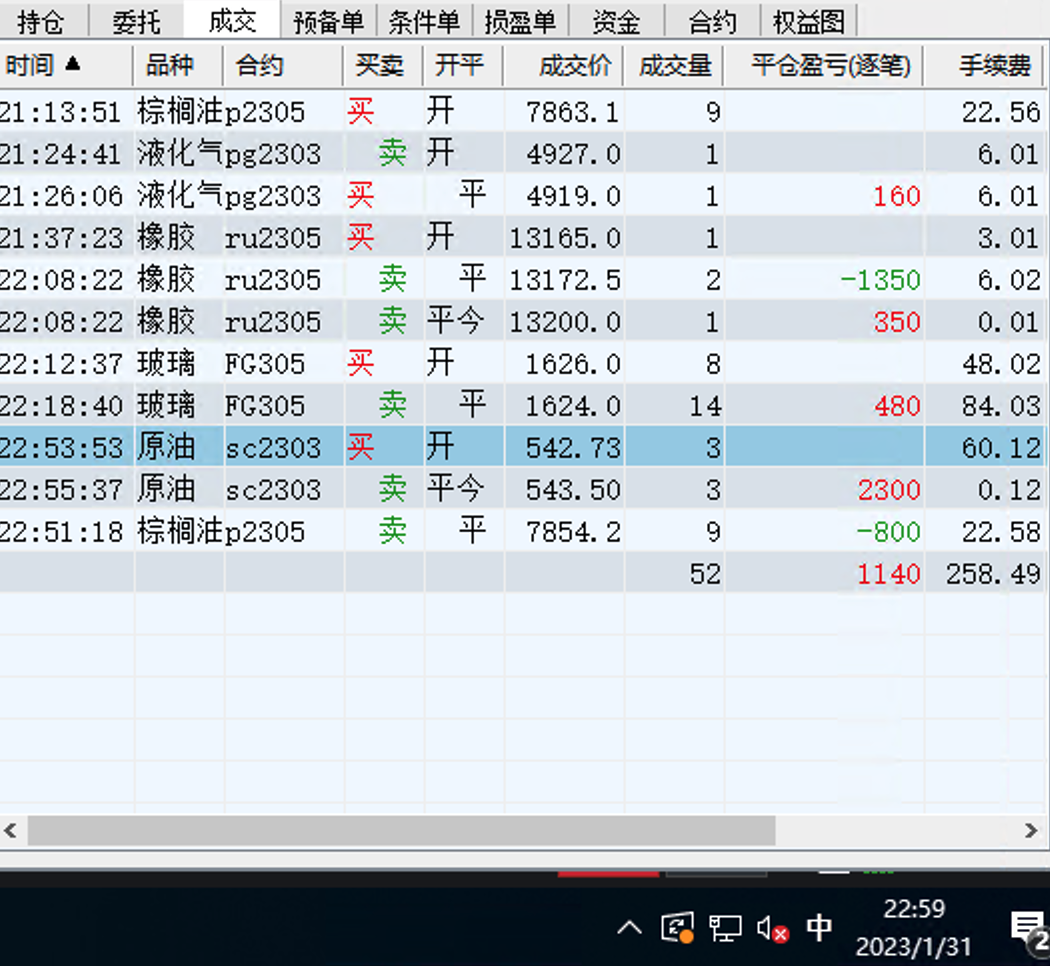 持仓 委托 成交 预备单 条件单 损盈单 资金 合约 权益图
时间▲ 品种 合约 买卖 开平 成交价 成交量 平仓盈亏(逐笔) 手续费
21:13:51 棕榈油 p2305 买 开 7863.1 9 22.56
21:24:41 液化气 pg2303 卖 开 4927.0 1 6.01
21:26:06 液化气 pg2303 买 平 4919.0 1 160 6.01
21:37:23 橡胶 ru2305 买 开 13165.0 1 3.01
22:08:22 橡胶 ru2305 卖 平 13172.5 2 -1350 6.02
22:08:22 橡胶 ru2305 卖 平今 13200.0 1 350 0.01
22:12:37 玻璃 FG305 买 开 1626.0 8 48.02
22:18:40 玻璃 FG305 卖 平 1624.0 14 480 84.03
22:53:53 原油 sc2303 买 开 542.73 3 60.12
22:55:37 原油 sc2303 卖 平今 543.50 3 2300 0.12
22:51:18 棕榈油 p2305 卖 平 7854.2 9 -800 22.58
52 1140 258.49
中 22:59 2
2023/1/31